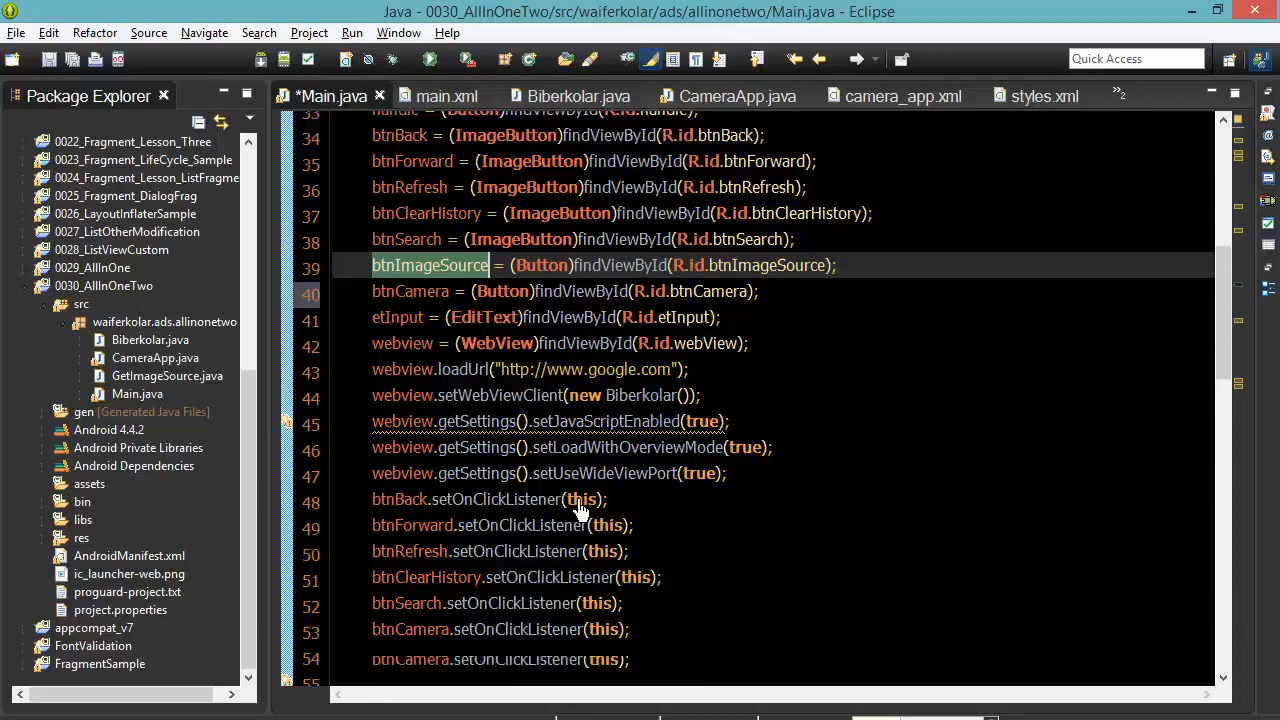 Java - 0030_AllInOneTwo/src/waiferkolar/ads/allinonetwo/Main.java - Eclipse
File Edit Refactor Source Navigate Search Project Run Window Help
Quick Access
Package Explorer
*Main.java main.xml Biberkolar.java CameraApp.java camera_app.xml styles.xml »2
0022_Fragment_Lesson_Three
0023_Fragment_LifeCycle_Sample
0024_Fragment_Lesson_ListFragme
0025_Fragment_DialogFrag
0026_LayoutInflaterSample
0027_ListOtherModification
0028_ListViewCustom
0029_AllInOne
0030_AllInOneTwo
src
waiferkolar.ads.allinonetwo
Biberkolar.java
CameraApp.java
GetImageSource.java
Main.java
gen [Generated Java Files]
Android 4.4.2
Android Private Libraries
Android Dependencies
assets
bin
libs
res
AndroidManifest.xml
ic_launcher-web.png
proguard-project.txt
project.properties
appcompat_v7
FontValidation
FragmentSample
33 handle = (Button)findViewById(R.id.handle);
34 btnBack = (ImageButton)findViewById(R.id.btnBack);
35 btnForward = (ImageButton)findViewById(R.id.btnForward);
36 btnRefresh = (ImageButton)findViewById(R.id.btnRefresh);
37 btnClearHistory = (ImageButton)findViewById(R.id.btnClearHistory);
38 btnSearch = (ImageButton)findViewById(R.id.btnSearch);
39 btnImageSource = (Button)findViewById(R.id.btnImageSource);
40 btnCamera = (Button)findViewById(R.id.btnCamera);
41 etInput = (EditText)findViewById(R.id.etInput);
42 webview = (WebView)findViewById(R.id.webView);
43 webview.loadUrl("http://www.google.com");
44 webview.setWebViewClient(new Biberkolar());
45 webview.getSettings().setJavaScriptEnabled(true);
46 webview.getSettings().setLoadWithOverviewMode(true);
47 webview.getSettings().setUseWideViewPort(true);
48 btnBack.setOnClickListener(this);
49 btnForward.setOnClickListener(this);
50 btnRefresh.setOnClickListener(this);
51 btnClearHistory.setOnClickListener(this);
52 btnSearch.setOnClickListener(this);
53 btnCamera.setOnClickListener(this);
54 btnCamera.setOnClickListener(this);
55